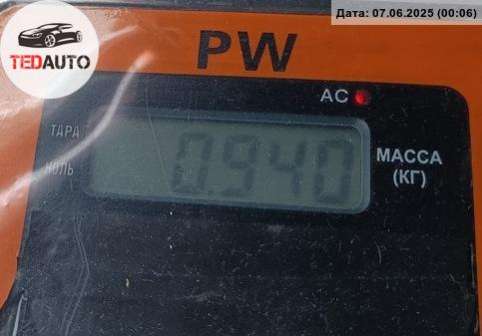 Дата: 07.06.2025 (00:06)
TEDAUTO
PW
AC
ТАРА
НОЛЬ
0.940
МАССА
(КГ)